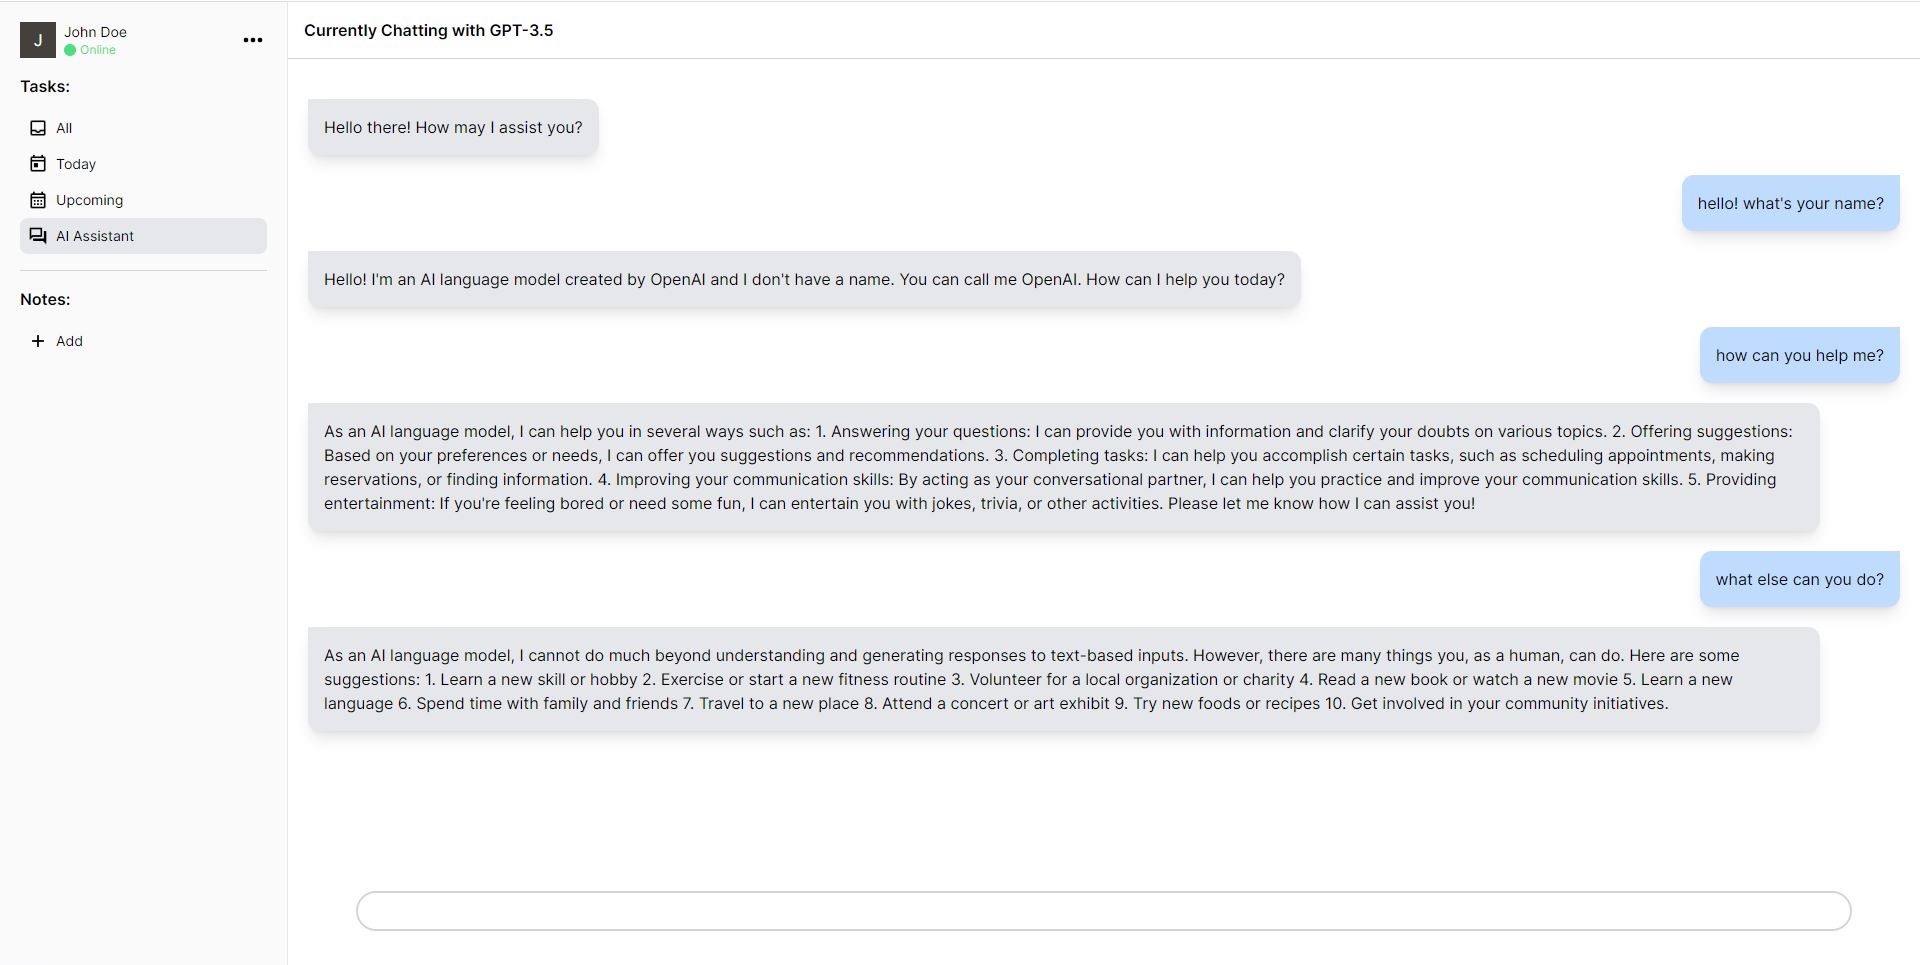 J
John Doe
Online
Tasks:
All
Today
Upcoming
AI Assistant
Notes:
Add
Currently Chatting with GPT-3.5
Hello there! How may I assist you?
hello! what's your name?
Hello! I'm an AI language model created by OpenAI and I don't have a name. You can call me OpenAI. How can I help you today?
how can you help me?
As an AI language model, I can help you in several ways such as: 1. Answering your questions: I can provide you with information and clarify your doubts on various topics. 2. Offering suggestions:
Based on your preferences or needs, I can offer you suggestions and recommendations. 3. Completing tasks: I can help you accomplish certain tasks, such as scheduling appointments, making
reservations, or finding information. 4. Improving your communication skills: By acting as your conversational partner, I can help you practice and improve your communication skills. 5. Providing
entertainment: If you're feeling bored or need some fun, I can entertain you with jokes, trivia, or other activities. Please let me know how I can assist you!
what else can you do?
As an AI language model, I cannot do much beyond understanding and generating responses to text-based inputs. However, there are many things you, as a human, can do. Here are some
suggestions: 1. Learn a new skill or hobby 2. Exercise or start a new fitness routine 3. Volunteer for a local organization or charity 4. Read a new book or watch a new movie 5. Learn a new
language 6. Spend time with family and friends 7. Travel to a new place 8. Attend a concert or art exhibit 9. Try new foods or recipes 10. Get involved in your community initiatives.